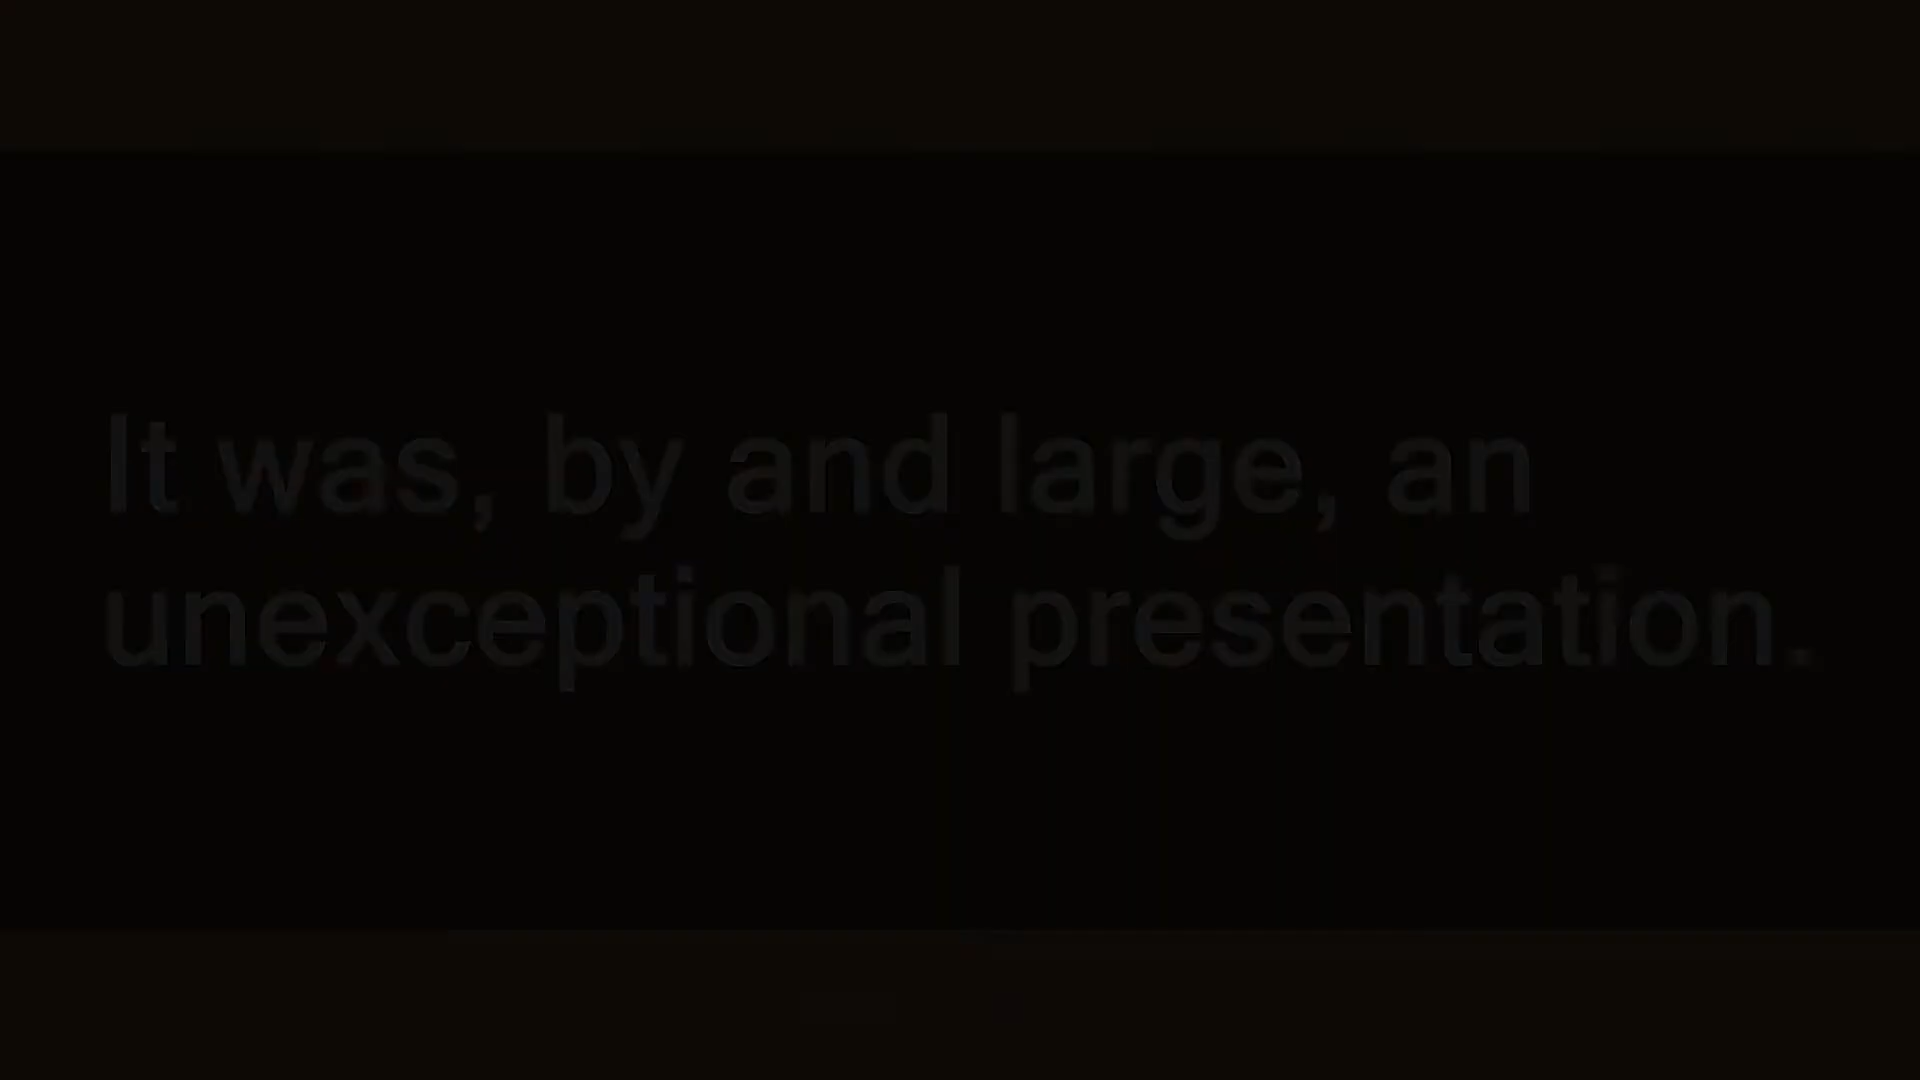 It was, by and large, an
unexceptional presentation.